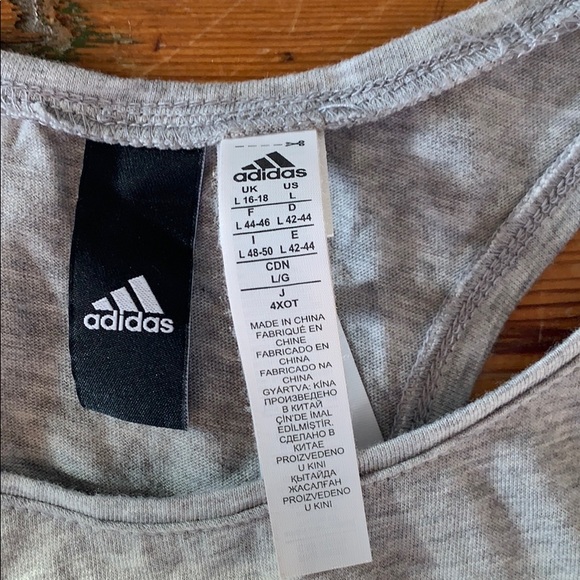 adidas
adidas
UK US
L 16-18 L
F D
L 44-46 L 42-44
I E
L 48-50 L 42-44
CDN
L/G
J
4XOT
MADE IN CHINA
FABRIQUÉ EN
CHINE
FABRICADO EN
CHINA
FABRICADO NA
CHINA
GYÁRTVA: KÍNA
ПРОИЗВЕДЕНО
В КИТАЙ
ÇİN'DE İMAL
EDİLMİŞTİR.
СДЕЛАНО В
КИТАЕ
PROIZVEDENO
U KINI
ҚЫТАЙДА
ЖАСАЛҒАН
PROIZVEDENO
U KINI